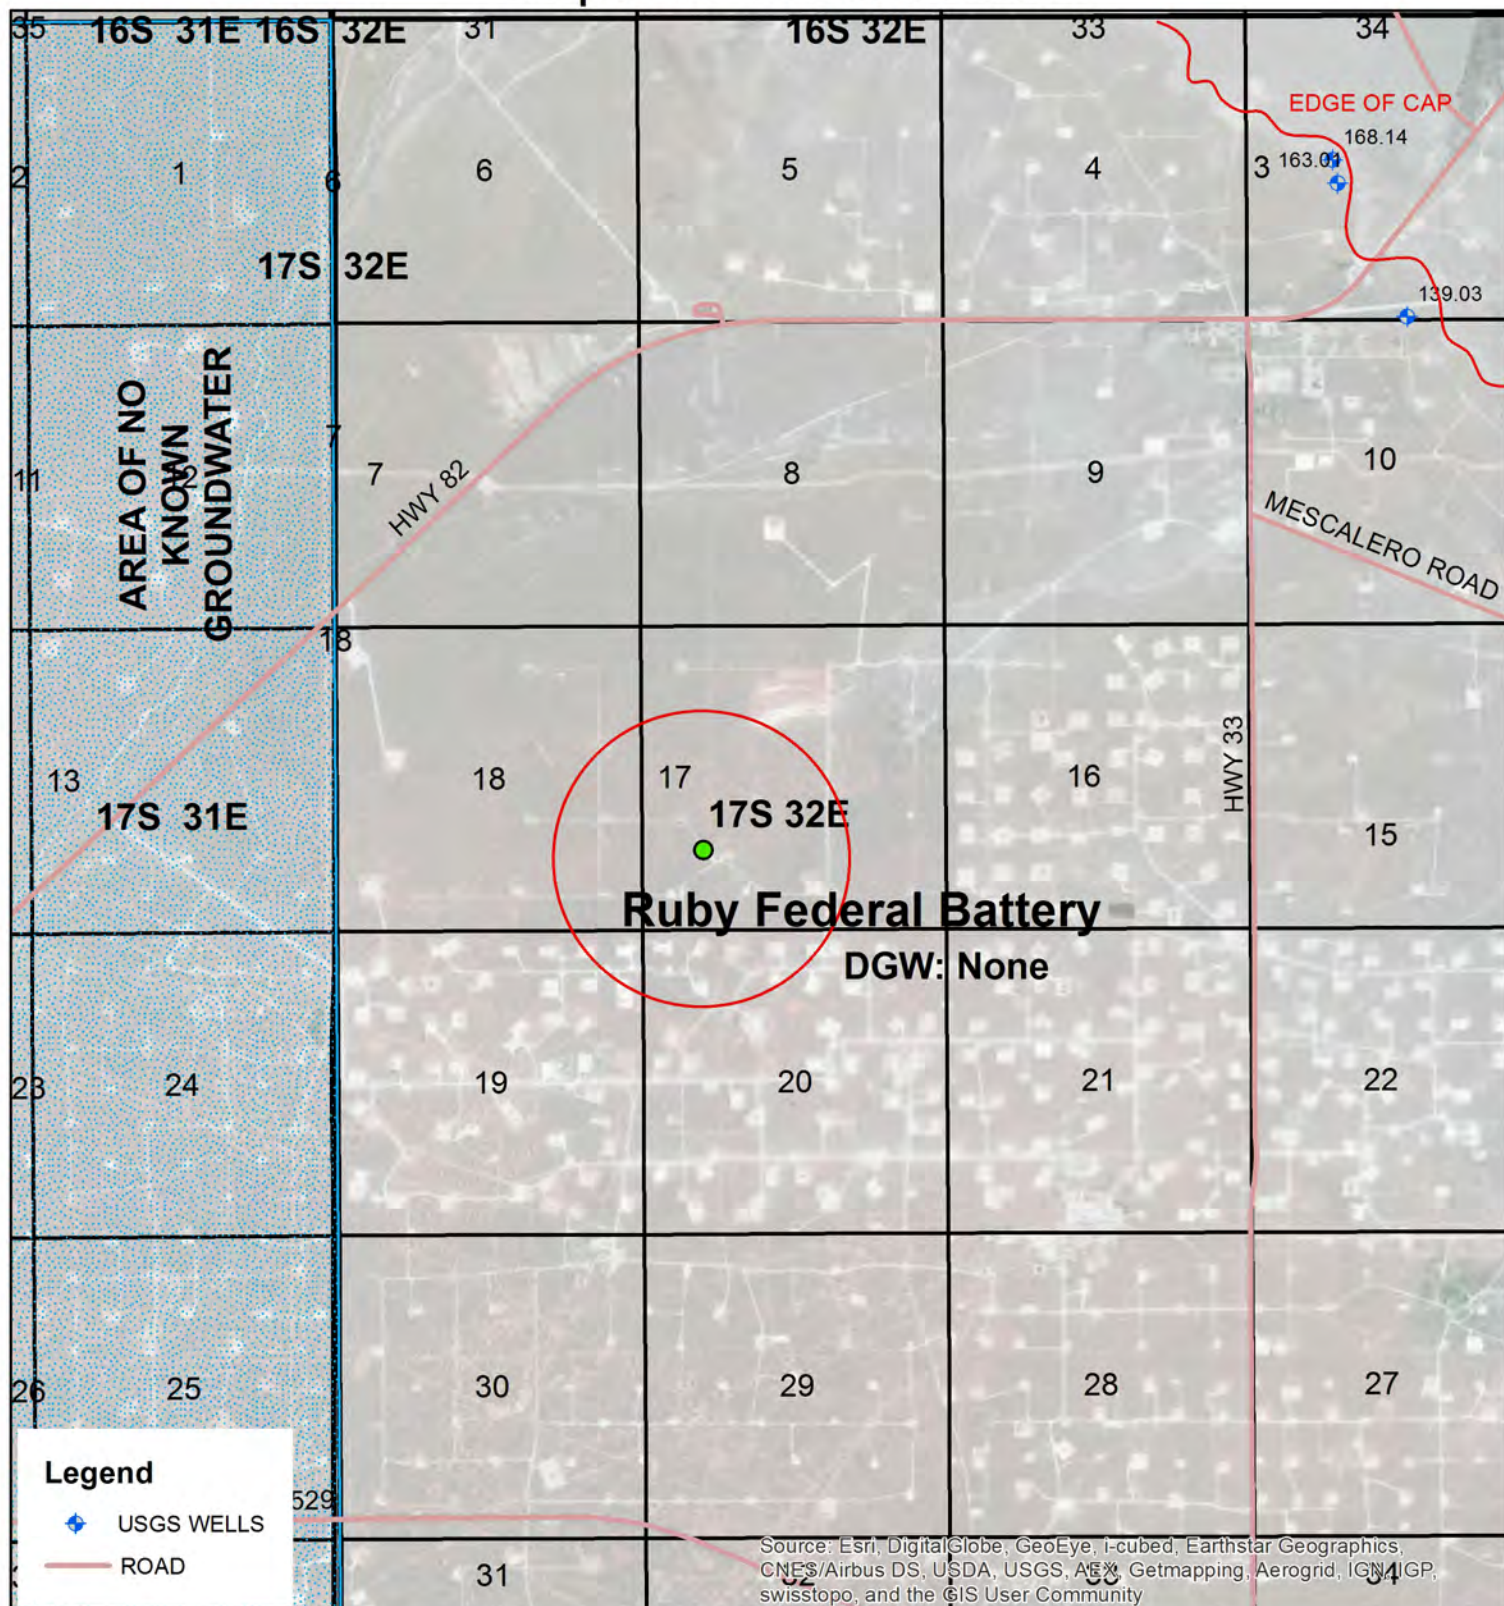 35
16S 31E
16S 32E
31
16S 32E
33
34
EDGE OF CAP
168.14
163.01
2
1
6
6
5
4
3
17S 32E
139.03
AREA OF NO
KNOWN
GROUNDWATER
11
12
7
7
HWY 82
8
9
10
MESCALERO ROAD
18
13
18
17
16
HWY 33
15
17S 31E
17S 32E
Ruby Federal Battery
DGW: None
23
24
19
20
21
22
26
25
30
29
28
27
Legend
USGS WELLS
ROAD
529
31
32
33
34
Source: Esri, DigitalGlobe, GeoEye, i-cubed, Earthstar Geographics,
CNES/Airbus DS, USDA, USGS, AEX, Getmapping, Aerogrid, IGN, IGP,
swisstopo, and the GIS User Community